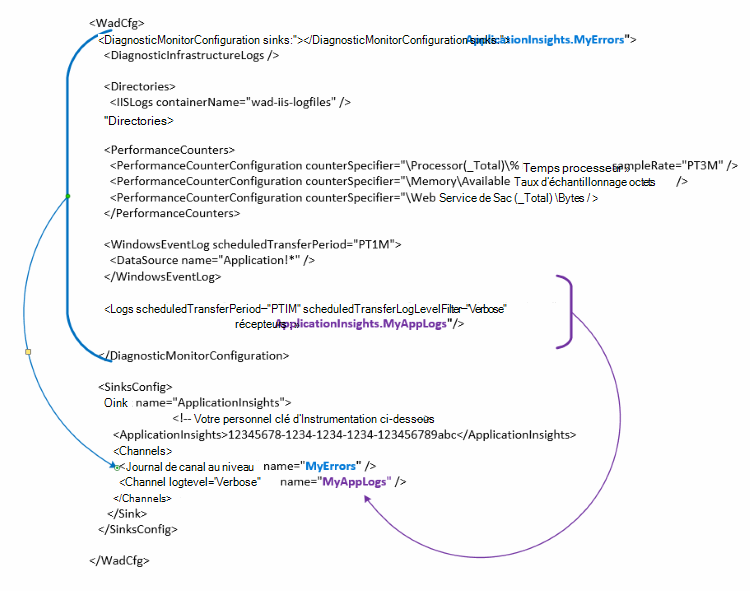 <WadCfg>
<DiagnosticMonitorConfiguration sinks:"></DiagnosticMonitorConfiguration sinks:"> ApplicationInsights.MyErrors">
<DiagnosticInfrastructureLogs />
<Directories>
<IISLogs containerName="wad-iis-logfiles" />
"Directories>
<PerformanceCounters>
<PerformanceCounterConfiguration counterSpecifier="\Processor(_Total)\% Temps processeur » sampleRate="PT3M" />
<PerformanceCounterConfiguration counterSpecifier="\Memory\Available Taux d'échantillonnage octets />
<PerformanceCounterConfiguration counterSpecifier="\Web Service de Sac (_Total) \Bytes / >
</PerformanceCounters>
<WindowsEventLog scheduledTransferPeriod="PT1M">
<DataSource name="Application!*" />
</WindowsEventLog>
<Logs scheduledTransferPeriod="PTIM" scheduledTransferLogLevelFilter="Verbose"
récepteurs » ApplicationInsights.MyAppLogs"/>
</DiagnosticMonitorConfiguration>
<SinksConfig>
Oink name="ApplicationInsights">
<!-- Votre personnel clé d'Instrumentation ci-dessous
<ApplicationInsights>12345678-1234-1234-1234-123456789abc</ApplicationInsights>
<Channels>
<Journal de canal au niveau name="MyErrors" />
<Channel logtevel="Verbose" name="MyAppLogs" />
</Channels>
</Sink>
</SinksConfig>
</WadCfg>